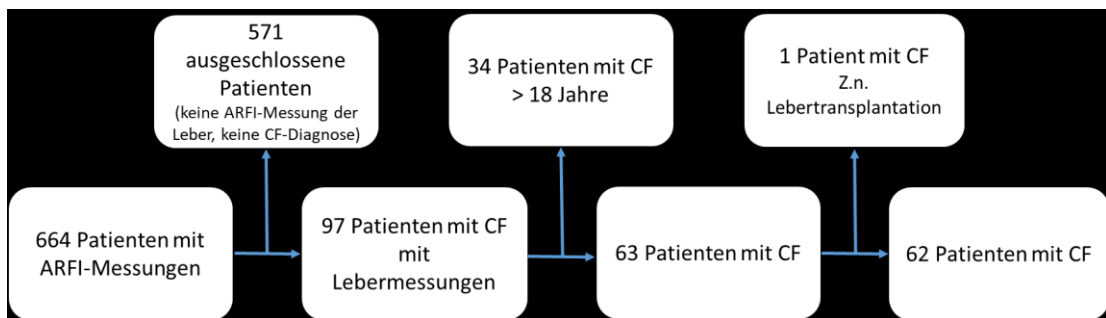 571
ausgeschlossene
Patienten
(keine ARFI-Messung der
Leber, keine CF-Diagnose)
34 Patienten mit CF
> 18 Jahre
1 Patient mit CF
Z.n.
Lebertransplantation
664 Patienten mit
ARFI-Messungen
97 Patienten mit CF
mit
Lebermessungen
63 Patienten mit CF
62 Patienten mit CF